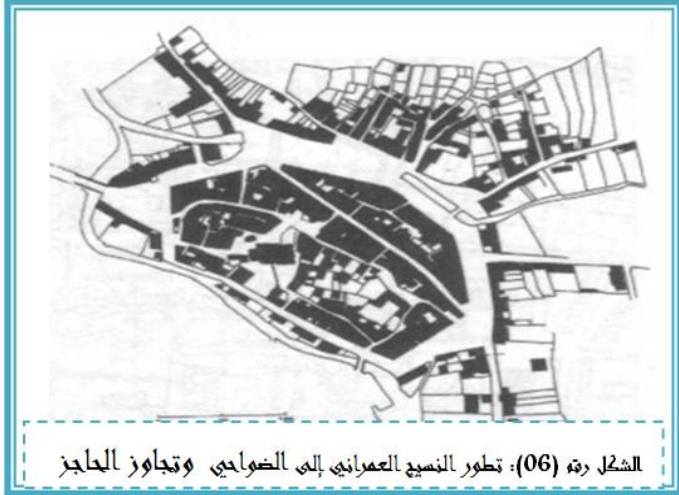 الشكل رقم (06): تطور النسيج العمراني إلى الضواحي وتجاوز الحاجز